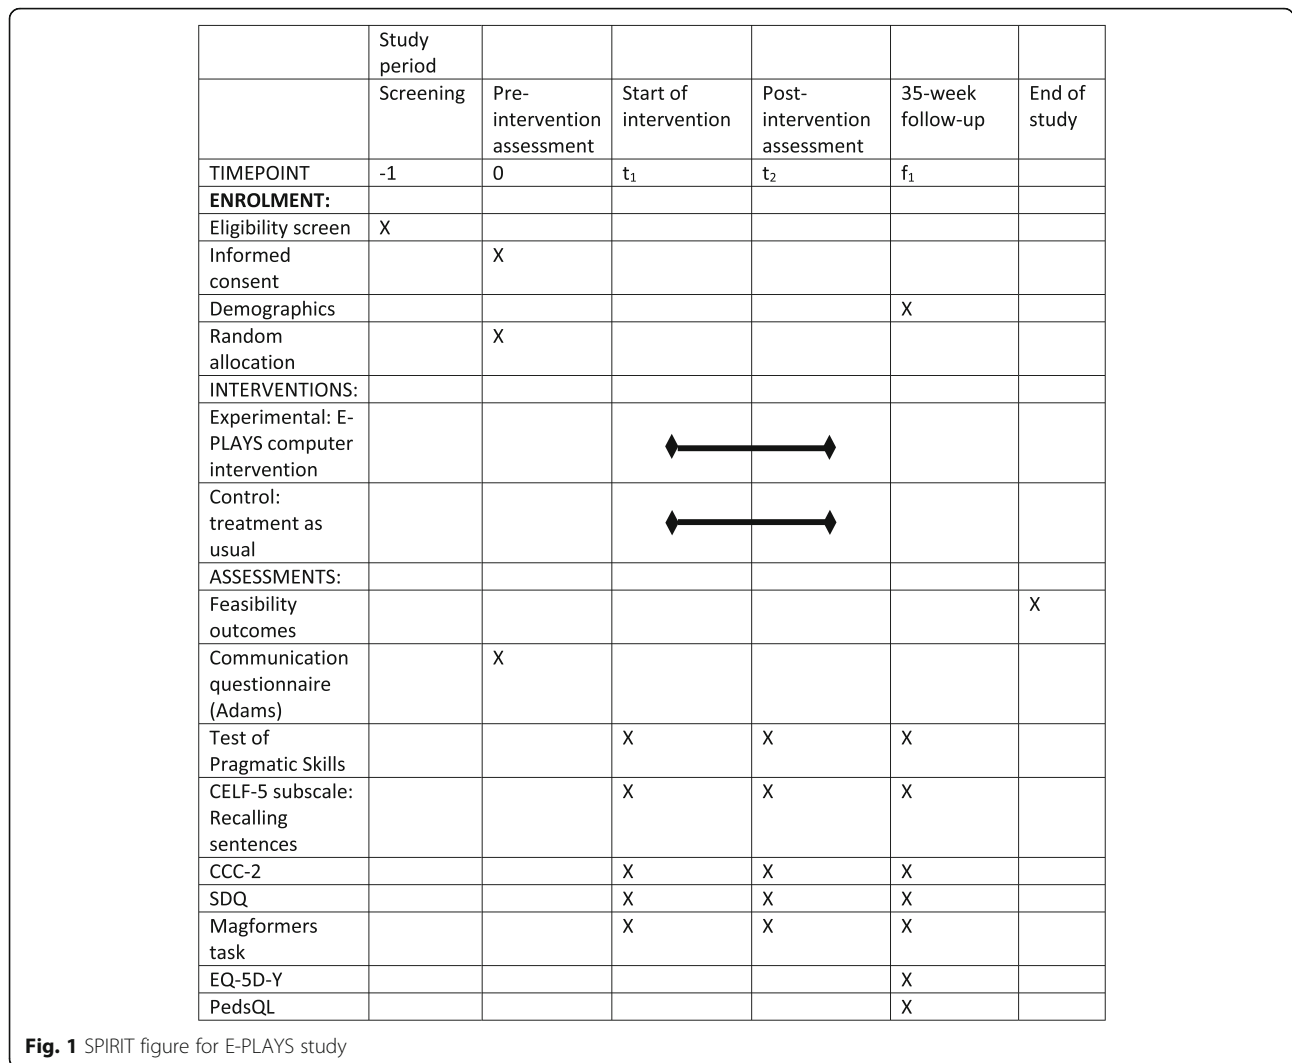 Study
period
Screening
Pre-
intervention
assessment
Start of
intervention
Post-
intervention
assessment
35-week
follow-up
End of
study
TIMEPOINT -1 0 t₁ t₂ f₁
ENROLMENT:
Eligibility screen X
Informed
consent
X
Demographics X
Random
allocation
X
INTERVENTIONS:
Experimental: E-
PLAYS computer
intervention
Control:
treatment as
usual
ASSESSMENTS:
Feasibility
outcomes
X
Communication
questionnaire
(Adams)
X
Test of
Pragmatic Skills
X X X
CELF-5 subscale:
Recalling
sentences
X X X
CCC-2 X X X
SDQ X X X
Magformers
task
X X X
EQ-5D-Y X
PedsQL X
Fig. 1 SPIRIT figure for E-PLAYS study